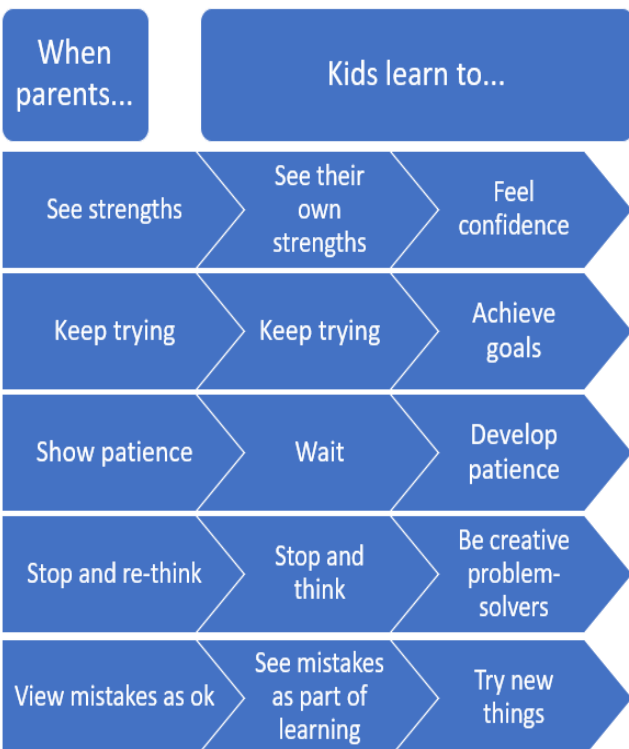 When
parents...
Kids learn to...
See strengths
See their
own
strengths
Feel
confidence
Keep trying
Keep trying
Achieve
goals
Show patience
Wait
Develop
patience
Stop and re-think
Stop and
think
Be creative
problem-
solvers
View mistakes as ok
See mistakes
as part of
learning
Try new
things